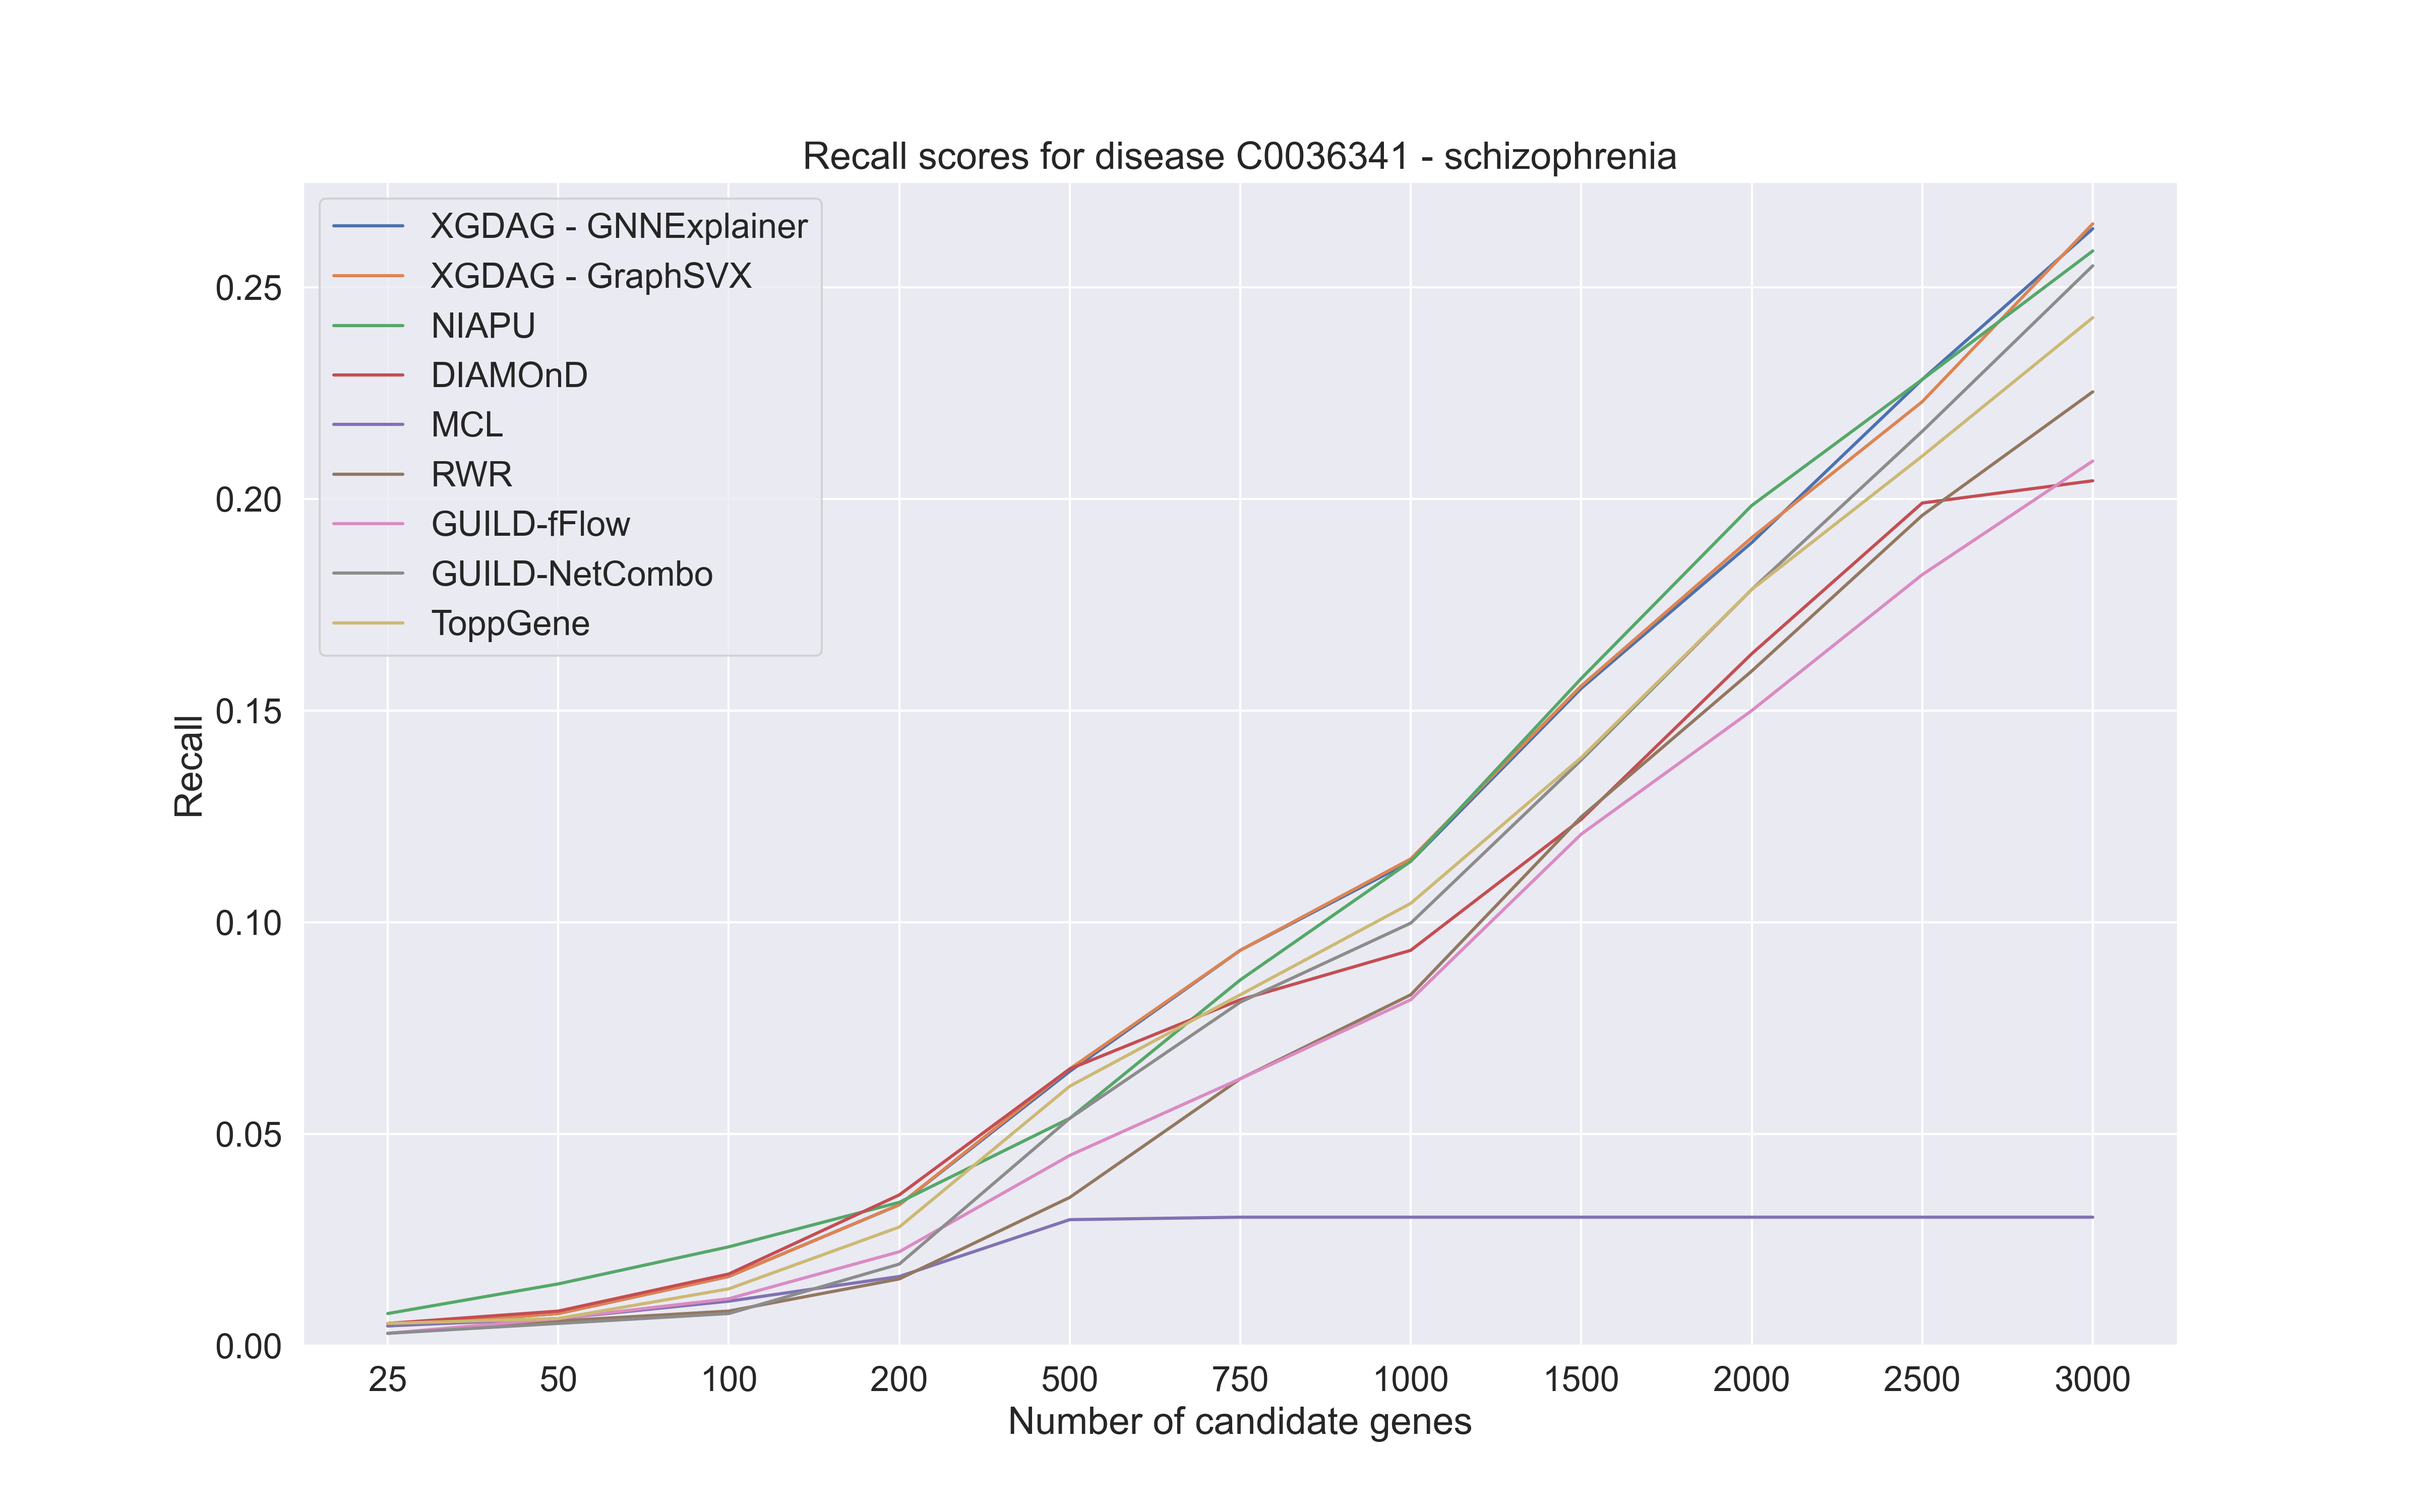 Recall scores for disease C0036341 - schizophrenia
XGDAG - GNNExplainer
XGDAG - GraphSVX
NIAPU
DIAMOnD
MCL
RWR
GUILD-fFlow
GUILD-NetCombo
ToppGene
Recall
0.25
0.20
0.15
0.10
0.05
0.00
25 50 100 200 500 750 1000 1500 2000 2500 3000
Number of candidate genes